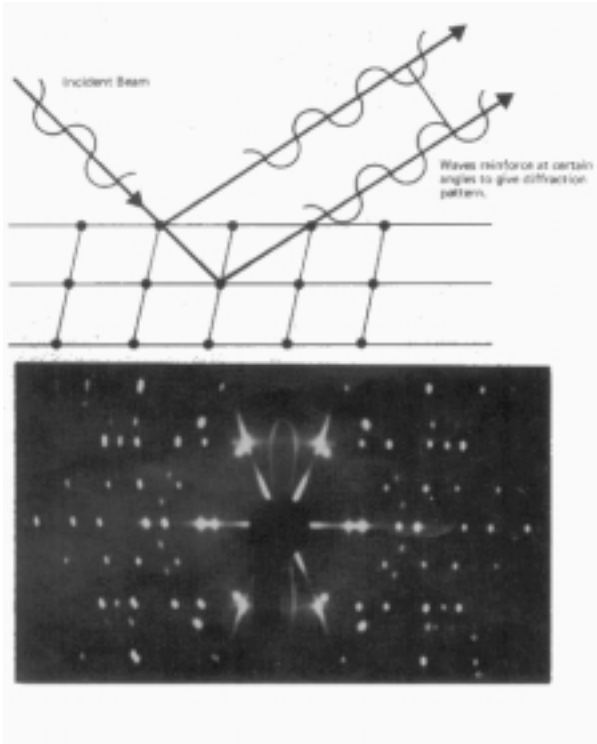 Incident Beam
Waves reinforce at certain
angles to give diffraction
pattern.